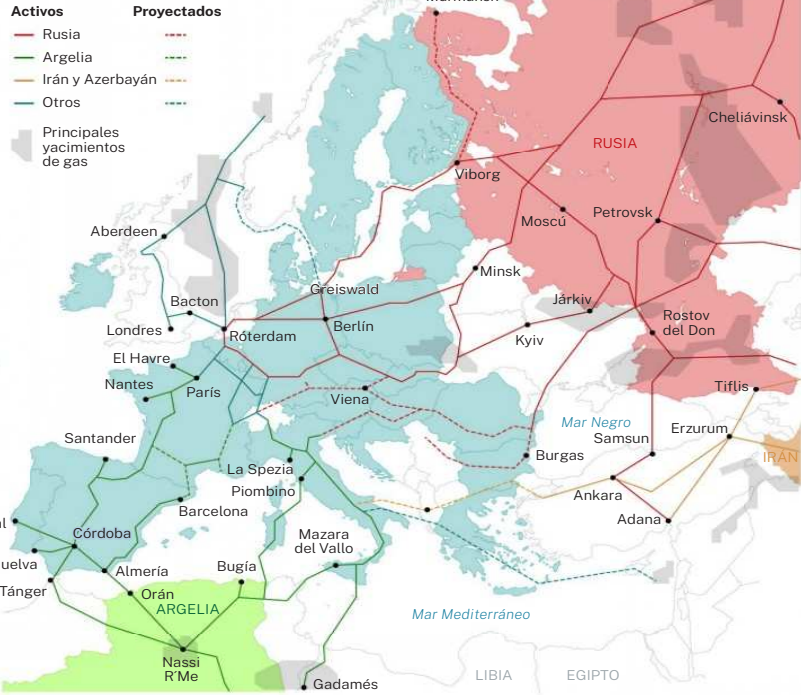 Activos
Proyectados
Rusia
Argelia
Irán y Azerbayán
Otros
Principales
yacimientos
de gas
Cheliávinsk
RUSIA
Viborg
Moscú
Petrovsk
Aberdeen
Minsk
Greiswald
Járkiv
Bacton
Rostov
del Don
Londres
Róterdam
Berlín
Kyiv
El Havre
Nantes
París
Viena
Tiflis
Mar Negro
Erzurum
Santander
Samsun
IRÁN
La Spezia
Burgas
Piombino
Ankara
Barcelona
Adana
Córdoba
Mazara
del Vallo
uelva
Almería
Bugía
Tánger
Orán
ARGELIA
Mar Mediterráneo
Nassi
R´Me
LIBIA
EGIPTO
Gadamés